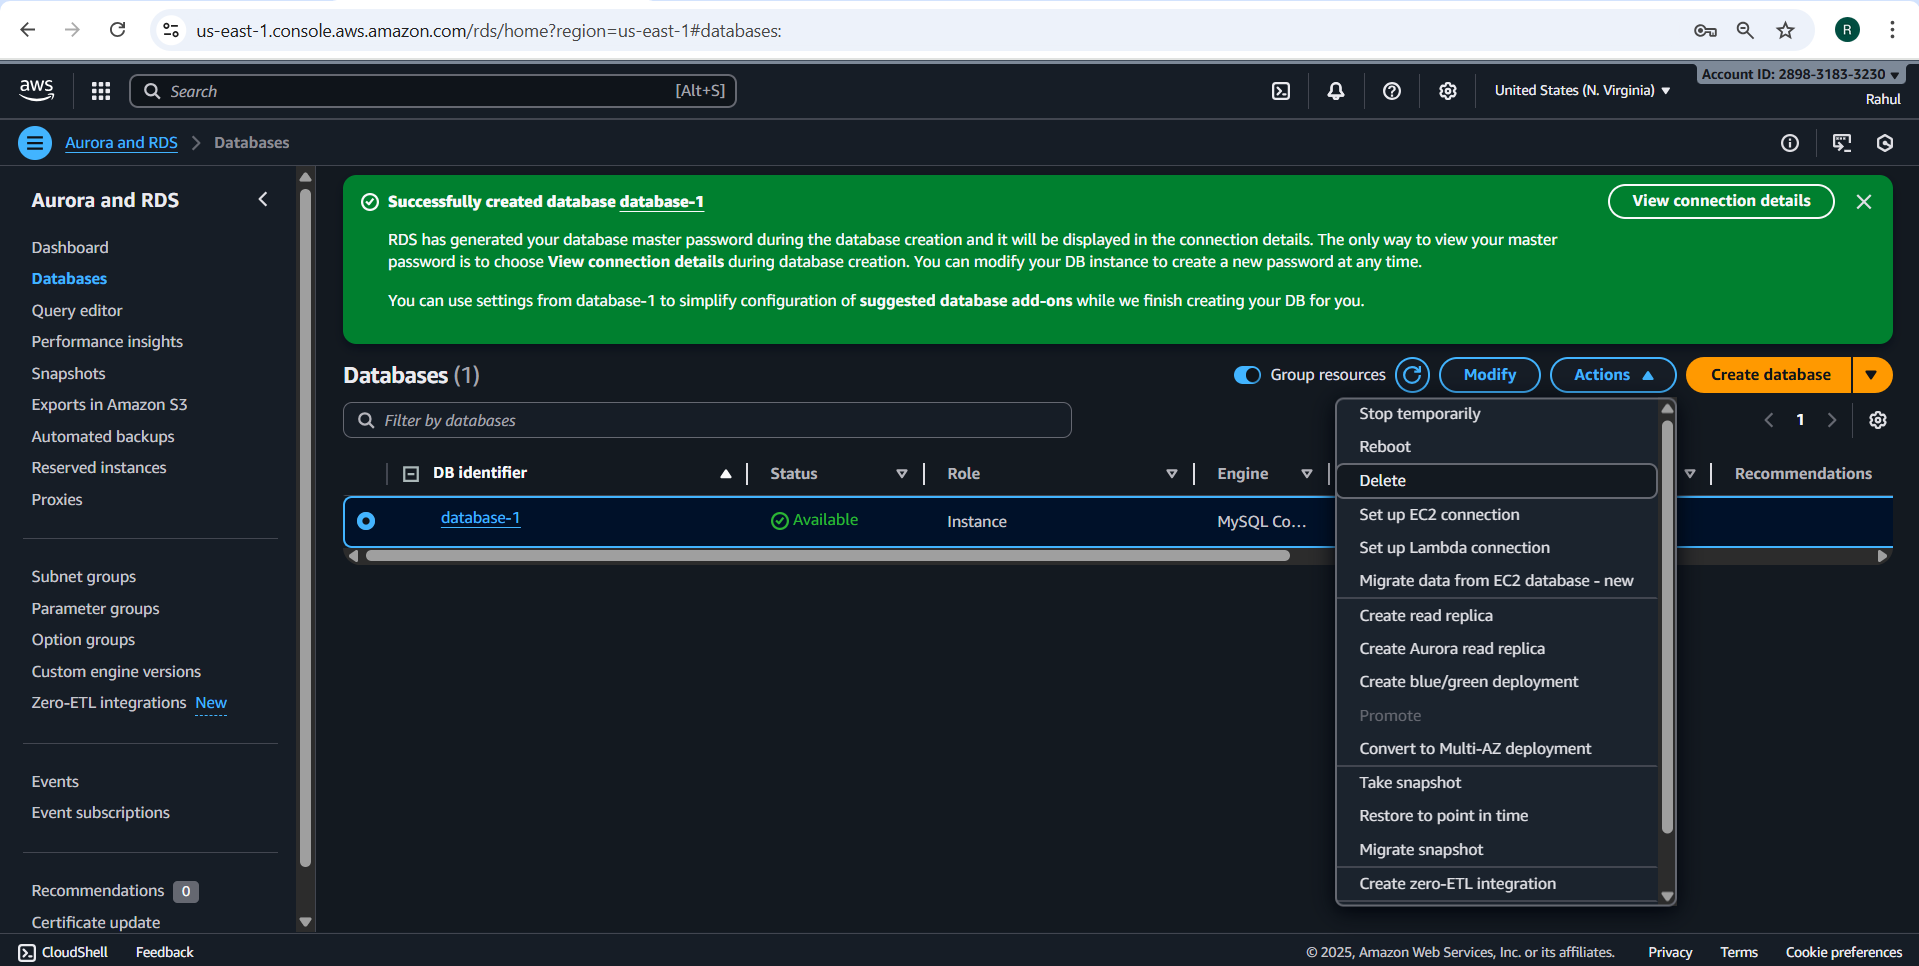 us-east-1.console.aws.amazon.com/rds/home?region=us-east-1#databases:
R
aws
Search
[Alt+S]
United States (N. Virginia)
Account ID: 2898-3183-3230
Rahul
Aurora and RDS
Databases
Aurora and RDS
Dashboard
Databases
Query editor
Performance insights
Snapshots
Exports in Amazon S3
Automated backups
Reserved instances
Proxies
Subnet groups
Parameter groups
Option groups
Custom engine versions
Zero-ETL integrations New
Events
Event subscriptions
Recommendations 0
Certificate update
Successfully created database database-1
View connection details
RDS has generated your database master password during the database creation and it will be displayed in the connection details. The only way to view your master
password is to choose View connection details during database creation. You can modify your DB instance to create a new password at any time.
You can use settings from database-1 to simplify configuration of suggested database add-ons while we finish creating your DB for you.
Databases (1)
Group resources
Modify
Actions
Create database
Filter by databases
1
DB identifier
Status
Role
Engine
Recommendations
database-1
Available
Instance
MySQL Co...
Stop temporarily
Reboot
Delete
Set up EC2 connection
Set up Lambda connection
Migrate data from EC2 database - new
Create read replica
Create Aurora read replica
Create blue/green deployment
Promote
Convert to Multi-AZ deployment
Take snapshot
Restore to point in time
Migrate snapshot
Create zero-ETL integration
CloudShell
Feedback
© 2025, Amazon Web Services, Inc. or its affiliates.
Privacy
Terms
Cookie preferences